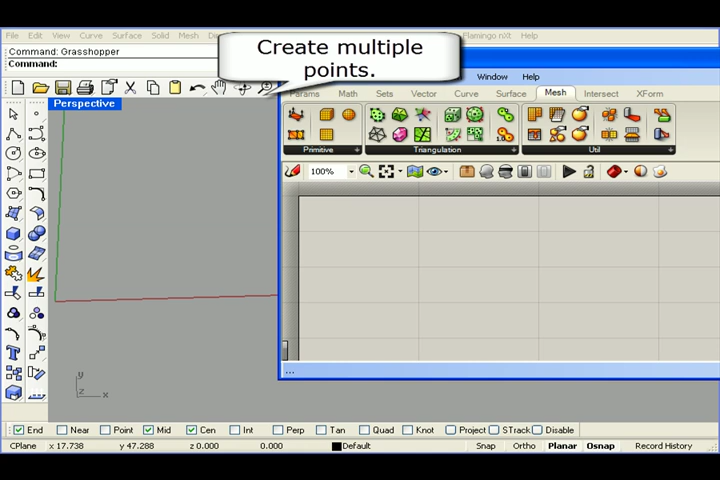 File Edit View Curve Surface Solid Mesh Flamingo nXt Help
Command: Grasshopper
Command:
Create multiple
points.
Window Help
Perspective
Params Math Sets Vector Curve Surface Mesh Intersect XForm
Primitive Triangulation Util
100%
1.0
y
z x
...
End Near Point Mid Cen Int Perp Tan Quad Knot Project STrack Disable
CPlane x 17.738 y 47.288 z 0.000 0.000 Default Snap Ortho Planar Osnap Record History